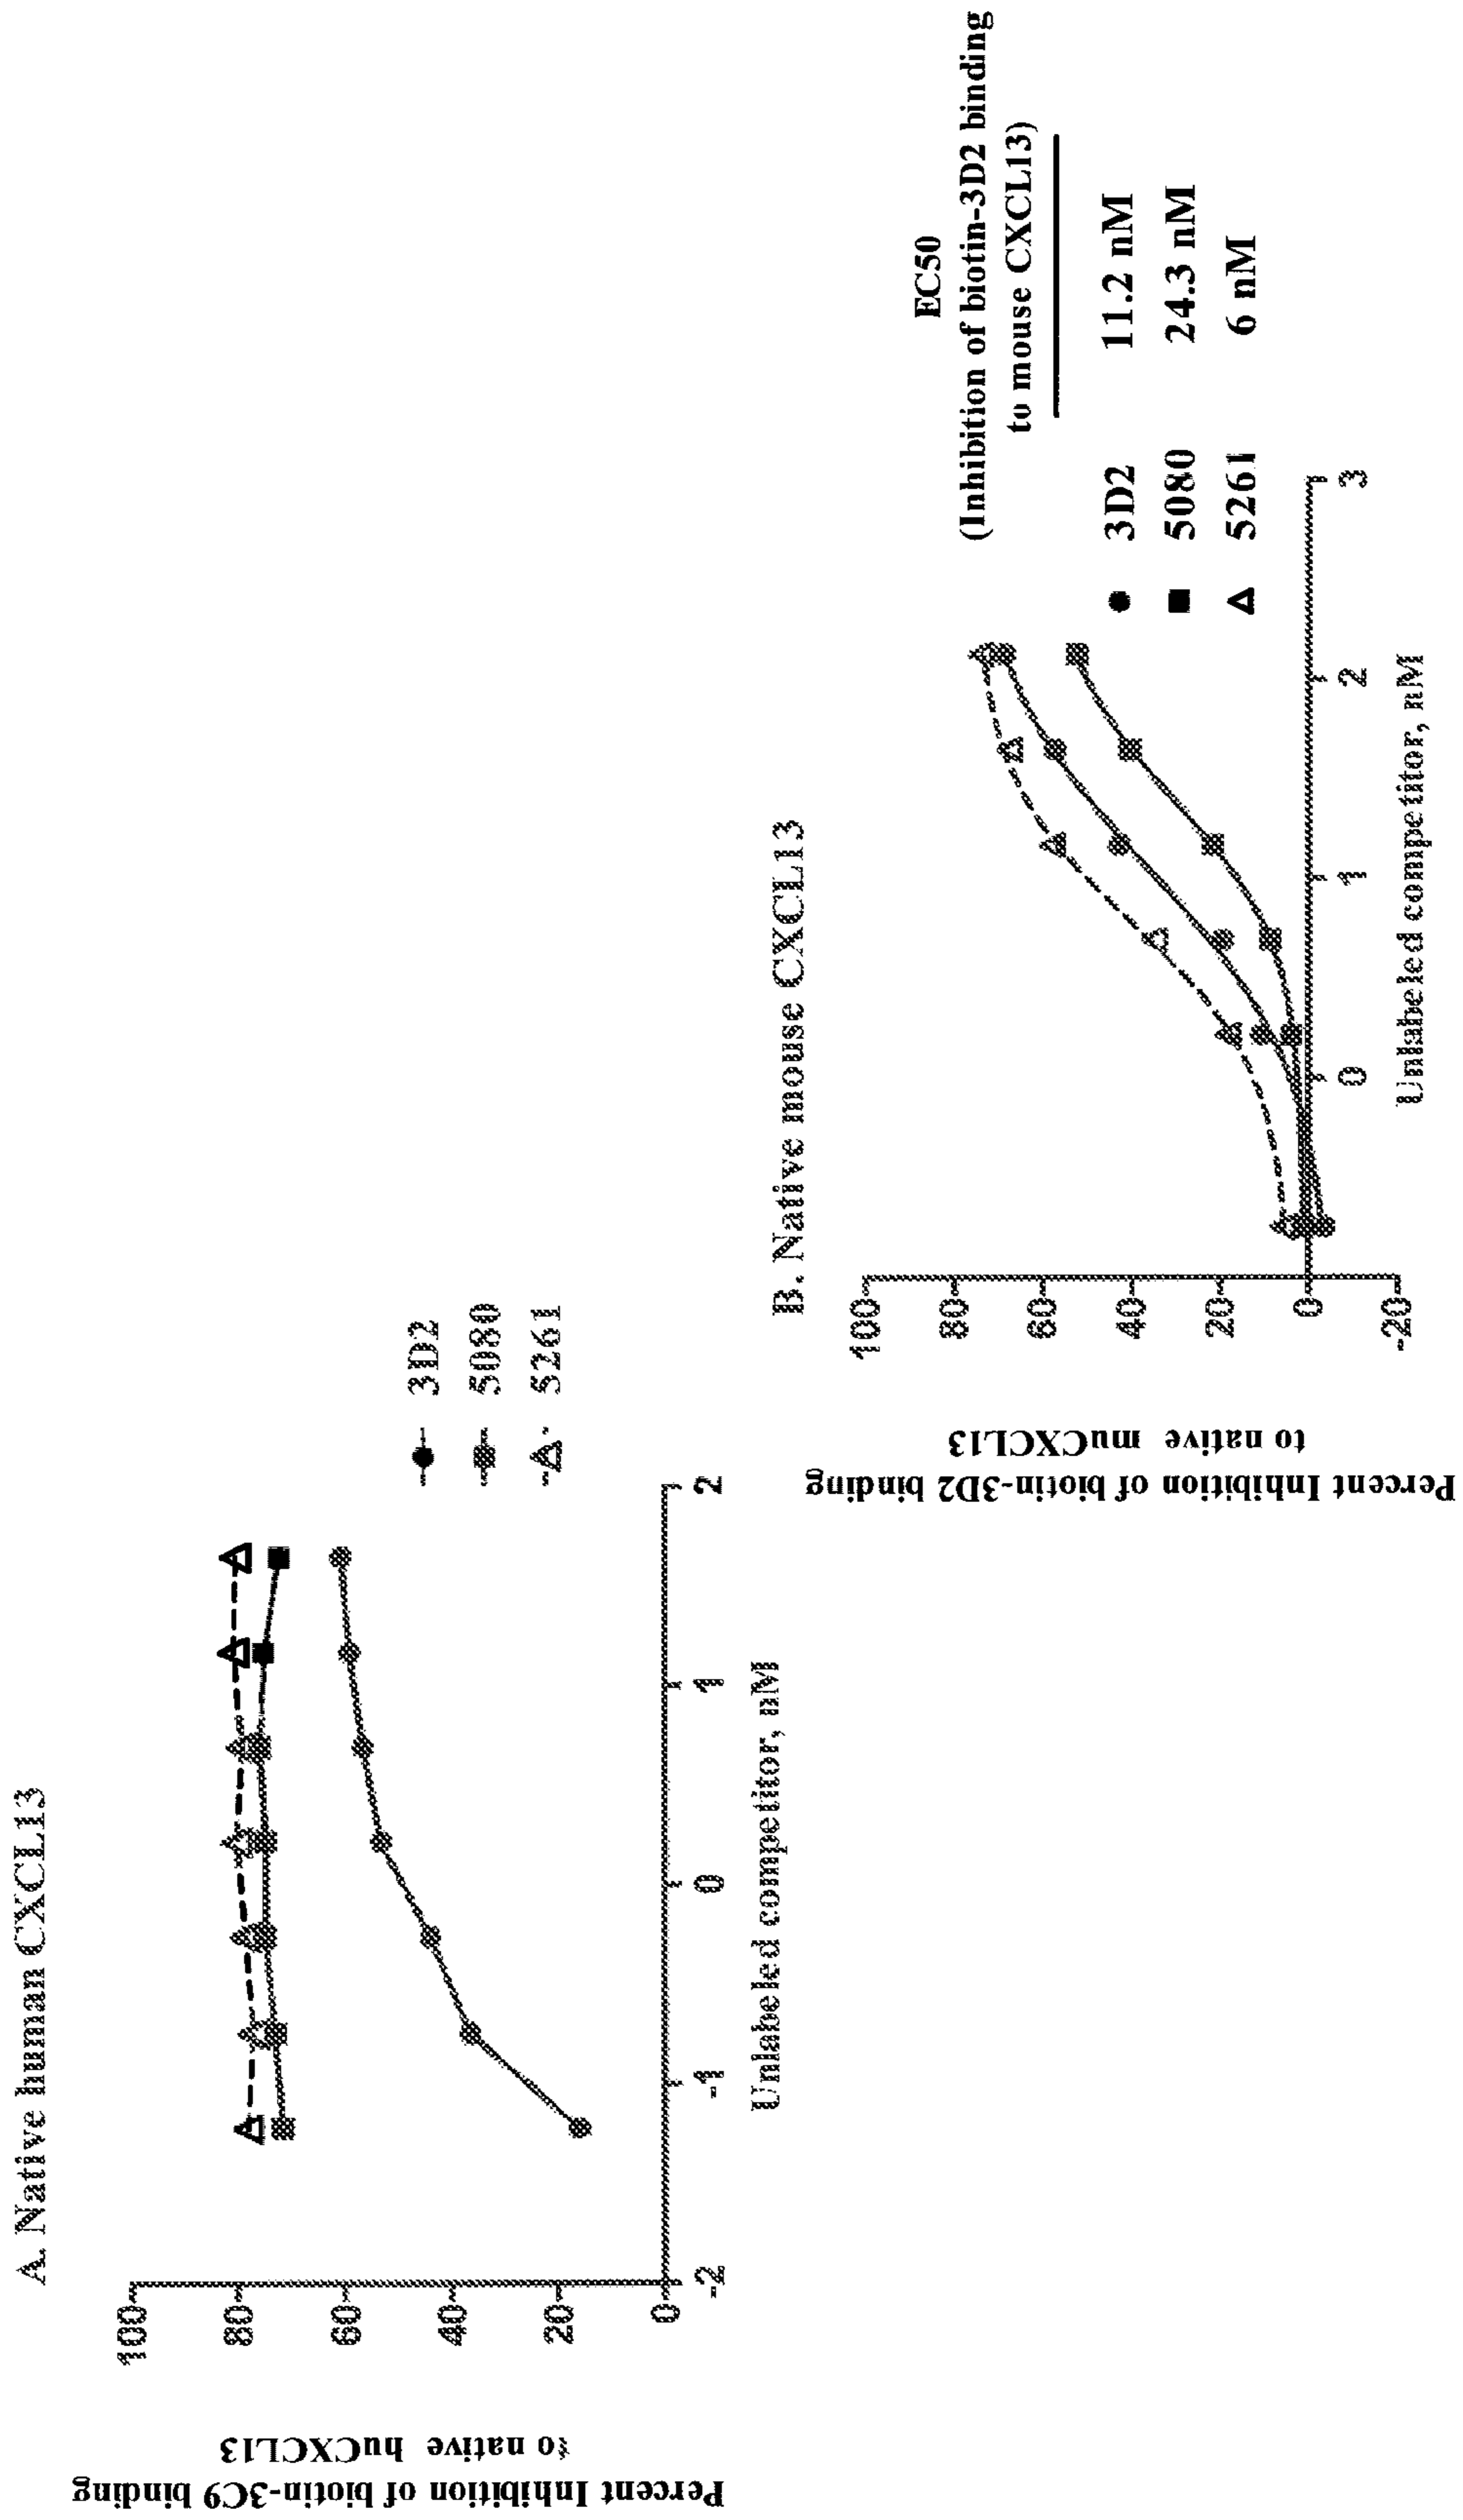 A. Native human CXCL13
Percent Inhibition of biotin-3C9 binding
to native huCXCL13
100
80
60
40
20
0
-2
-1
0
1
2
Unlabeled competitor, nM
3D2
5080
5261
B. Native mouse CXCL13
Percent Inhibition of biotin-3D2 binding
to native muCXCL13
100
80
60
40
20
0
-20
0
1
2
3
Unlabeled competitor, nM
EC50
(Inhibition of biotin-3D2 binding
to mouse CXCL13)
3D2 11.2 nM
5080 24.3 nM
5261 6 nM